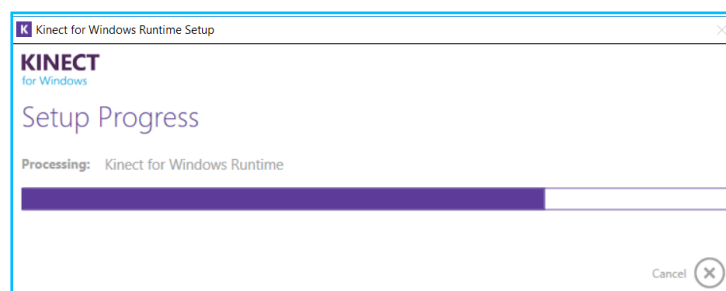 K Kinect for Windows Runtime Setup
KINECT
for Windows
Setup Progress
Processing: Kinect for Windows Runtime
Cancel